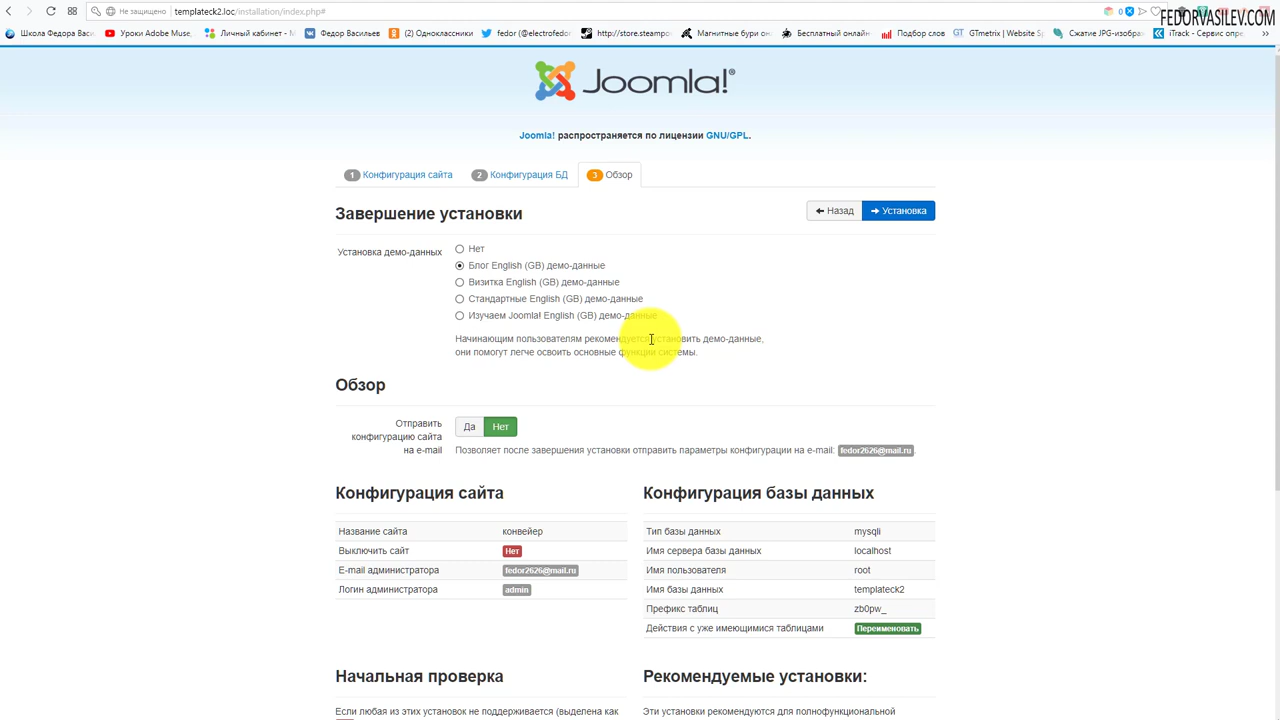 Не защищено templateck2.loc/installation/index.php#
0
FEDORVASILEV.COM
Школа Федора Васи... Уроки Adobe Muse, Личный кабинет - М Федор Васильев (2) Одноклассники fedor (@electrofedor http://store.steampo Магнитные бури он Бесплатный онлайн Подбор слов GT GTmetrix | Website Sp Сжатие JPG-изобра iTrack - Сервис опре. »
Joomla!®
Joomla! распространяется по лицензии GNU/GPL.
1 Конфигурация сайта 2 Конфигурация БД 3 Обзор
Завершение установки
Назад Установка
Установка демо-данных
Нет
Блог English (GB) демо-данные
Визитка English (GB) демо-данные
Стандартные English (GB) демо-данные
Изучаем Joomla! English (GB) демо-данные
Начинающим пользователям рекомендуется установить демо-данные,
они помогут легче освоить основные функции системы.
Обзор
Отправить
конфигурацию сайта
на e-mail
Да Нет
Позволяет после завершения установки отправить параметры конфигурации на e-mail: fedor2626@mail.ru
Конфигурация сайта
Название сайта конвейер
Выключить сайт Нет
E-mail администратора fedor2626@mail.ru
Логин администратора admin
Конфигурация базы данных
Тип базы данных mysqli
Имя сервера базы данных localhost
Имя пользователя root
Имя базы данных templateck2
Префикс таблиц zb0pw_
Действия с уже имеющимися таблицами Переименовать
Начальная проверка
Если любая из этих установок не поддерживается (выделена как
Рекомендуемые установки:
Эти установки рекомендуются для полнофункциональной